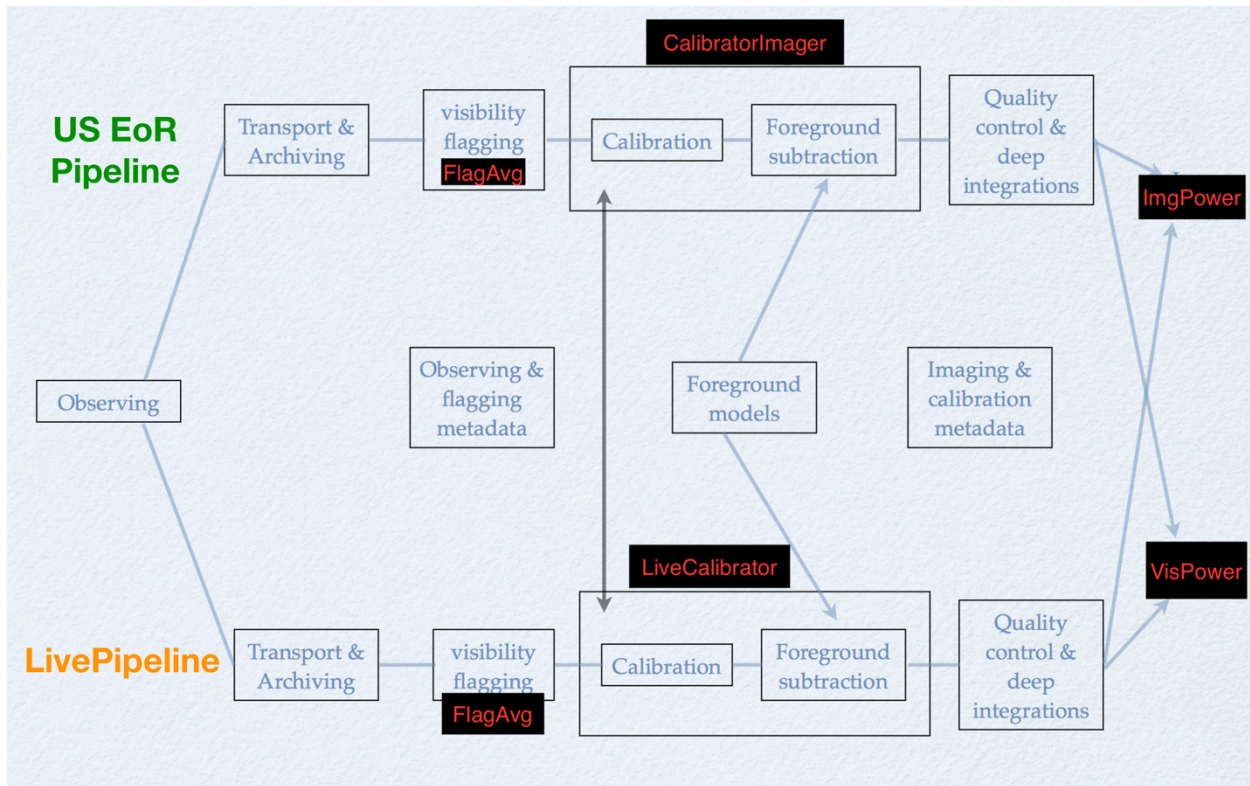 CalibratorImager
US EoR
Pipeline
Transport &
Archiving
visibility
flagging
FlagAvg
Calibration
Foreground
subtraction
Quality
control &
deep
integrations
ImgPower
Observing
Observing &
flagging
metadata
Foreground
models
Imaging &
calibration
metadata
LiveCalibrator
VisPower
LivePipeline
Transport &
Archiving
visibility
flagging
FlagAvg
Calibration
Foreground
subtraction
Quality
control &
deep
integrations